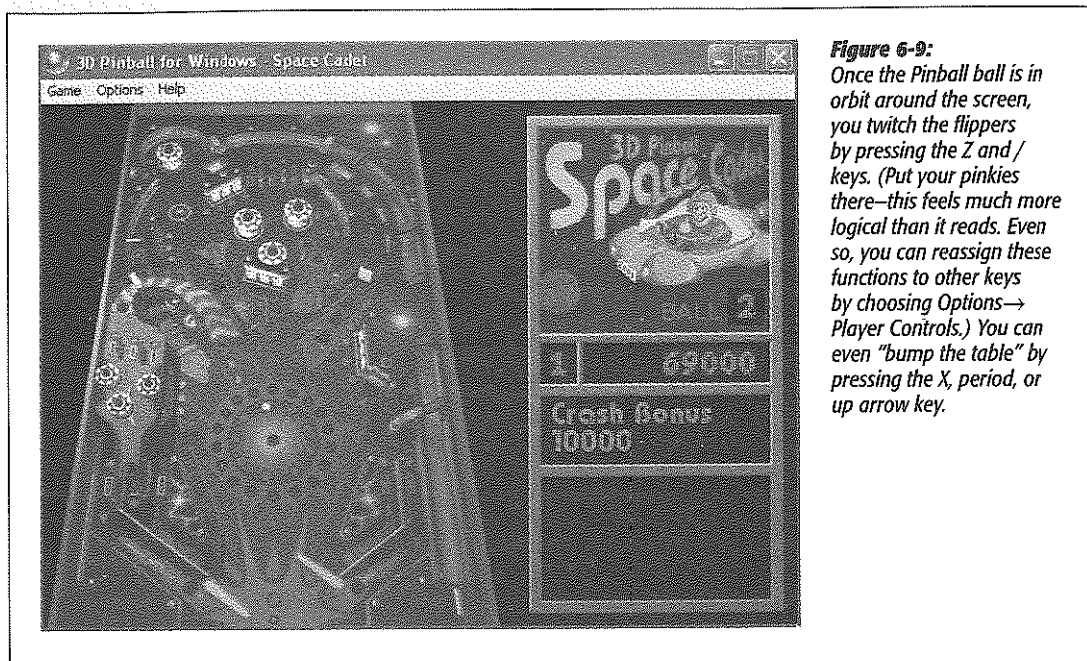 3D Pinball for Windows - Space Cadet
Game Options Help
3D Pinball
Space Cadet
2
1 69000
Crash Bonus
10000
Figure 6-9:
Once the Pinball ball is in
orbit around the screen,
you twitch the flippers
by pressing the Z and /
keys. (Put your pinkies
there—this feels much more
logical than it reads. Even
so, you can reassign these
functions to other keys
by choosing Options→
Player Controls.) You can
even "bump the table" by
pressing the X, period, or
up arrow key.